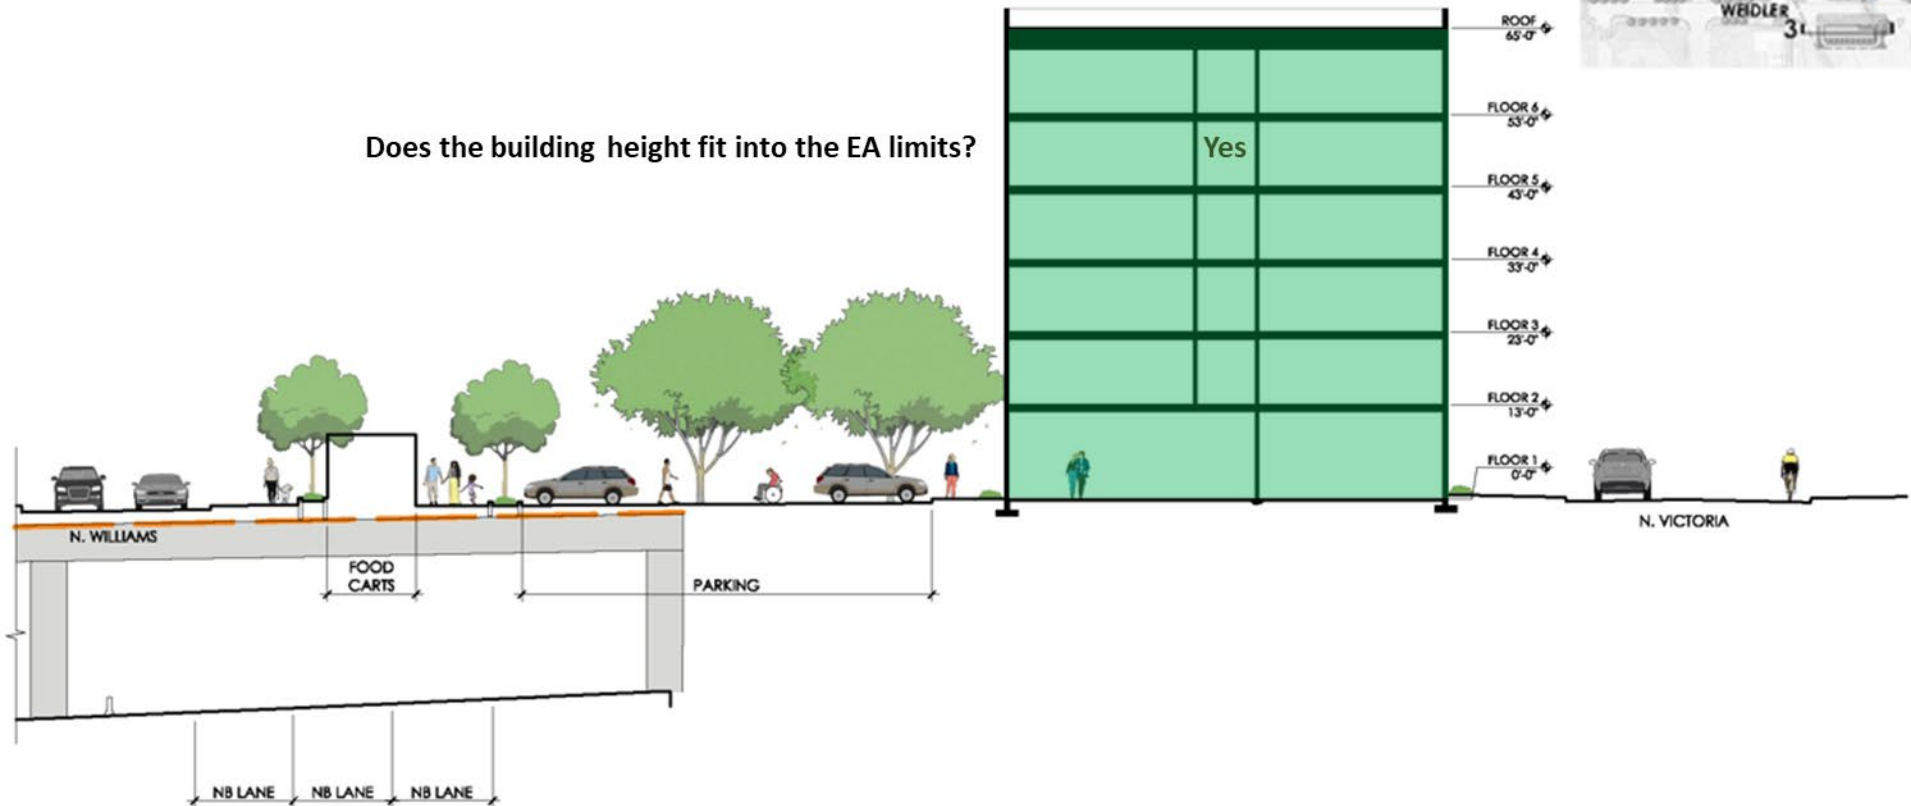 WEIDLER
3
ROOF
65'-0"
FLOOR 6
53'-0"
Does the building height fit into the EA limits?
Yes
FLOOR 5
43'-0"
FLOOR 4
33'-0"
FLOOR 3
23'-0"
FLOOR 2
13'-0"
FLOOR 1
0'-0"
N. WILLIAMS
N. VICTORIA
FOOD
CARTS
PARKING
NB LANE
NB LANE
NB LANE